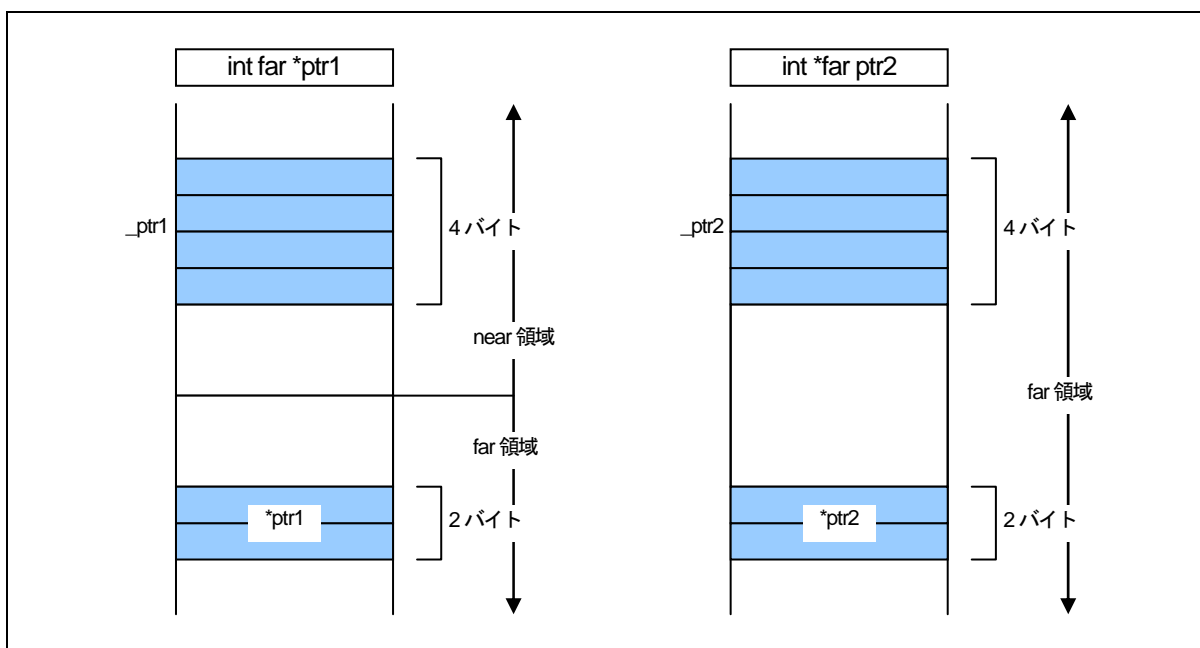 int far *ptr1
_ptr1
4 バイト
near 領域
far 領域
*ptr1
2 バイト
int *far ptr2
_ptr2
4 バイト
far 領域
*ptr2
2 バイト